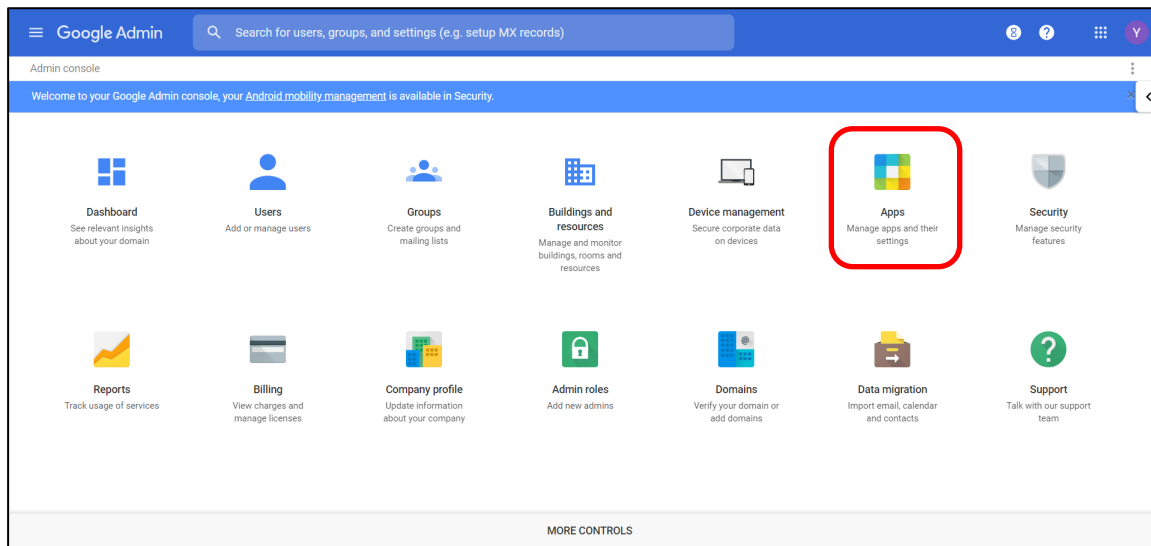 Google Admin
Search for users, groups, and settings (e.g. setup MX records)
Y
Admin console
Welcome to your Google Admin console, your Android mobility management is available in Security.
Dashboard
See relevant insights
about your domain
Users
Add or manage users
Groups
Create groups and
mailing lists
Buildings and
resources
Manage and monitor
buildings, rooms and
resources
Device management
Secure corporate data
on devices
Apps
Manage apps and their
settings
Security
Manage security
features
Reports
Track usage of services
Billing
View charges and
manage licenses
Company profile
Update information
about your company
Admin roles
Add new admins
Domains
Verify your domain or
add domains
Data migration
Import email, calendar
and contacts
Support
Talk with our support
team
MORE CONTROLS